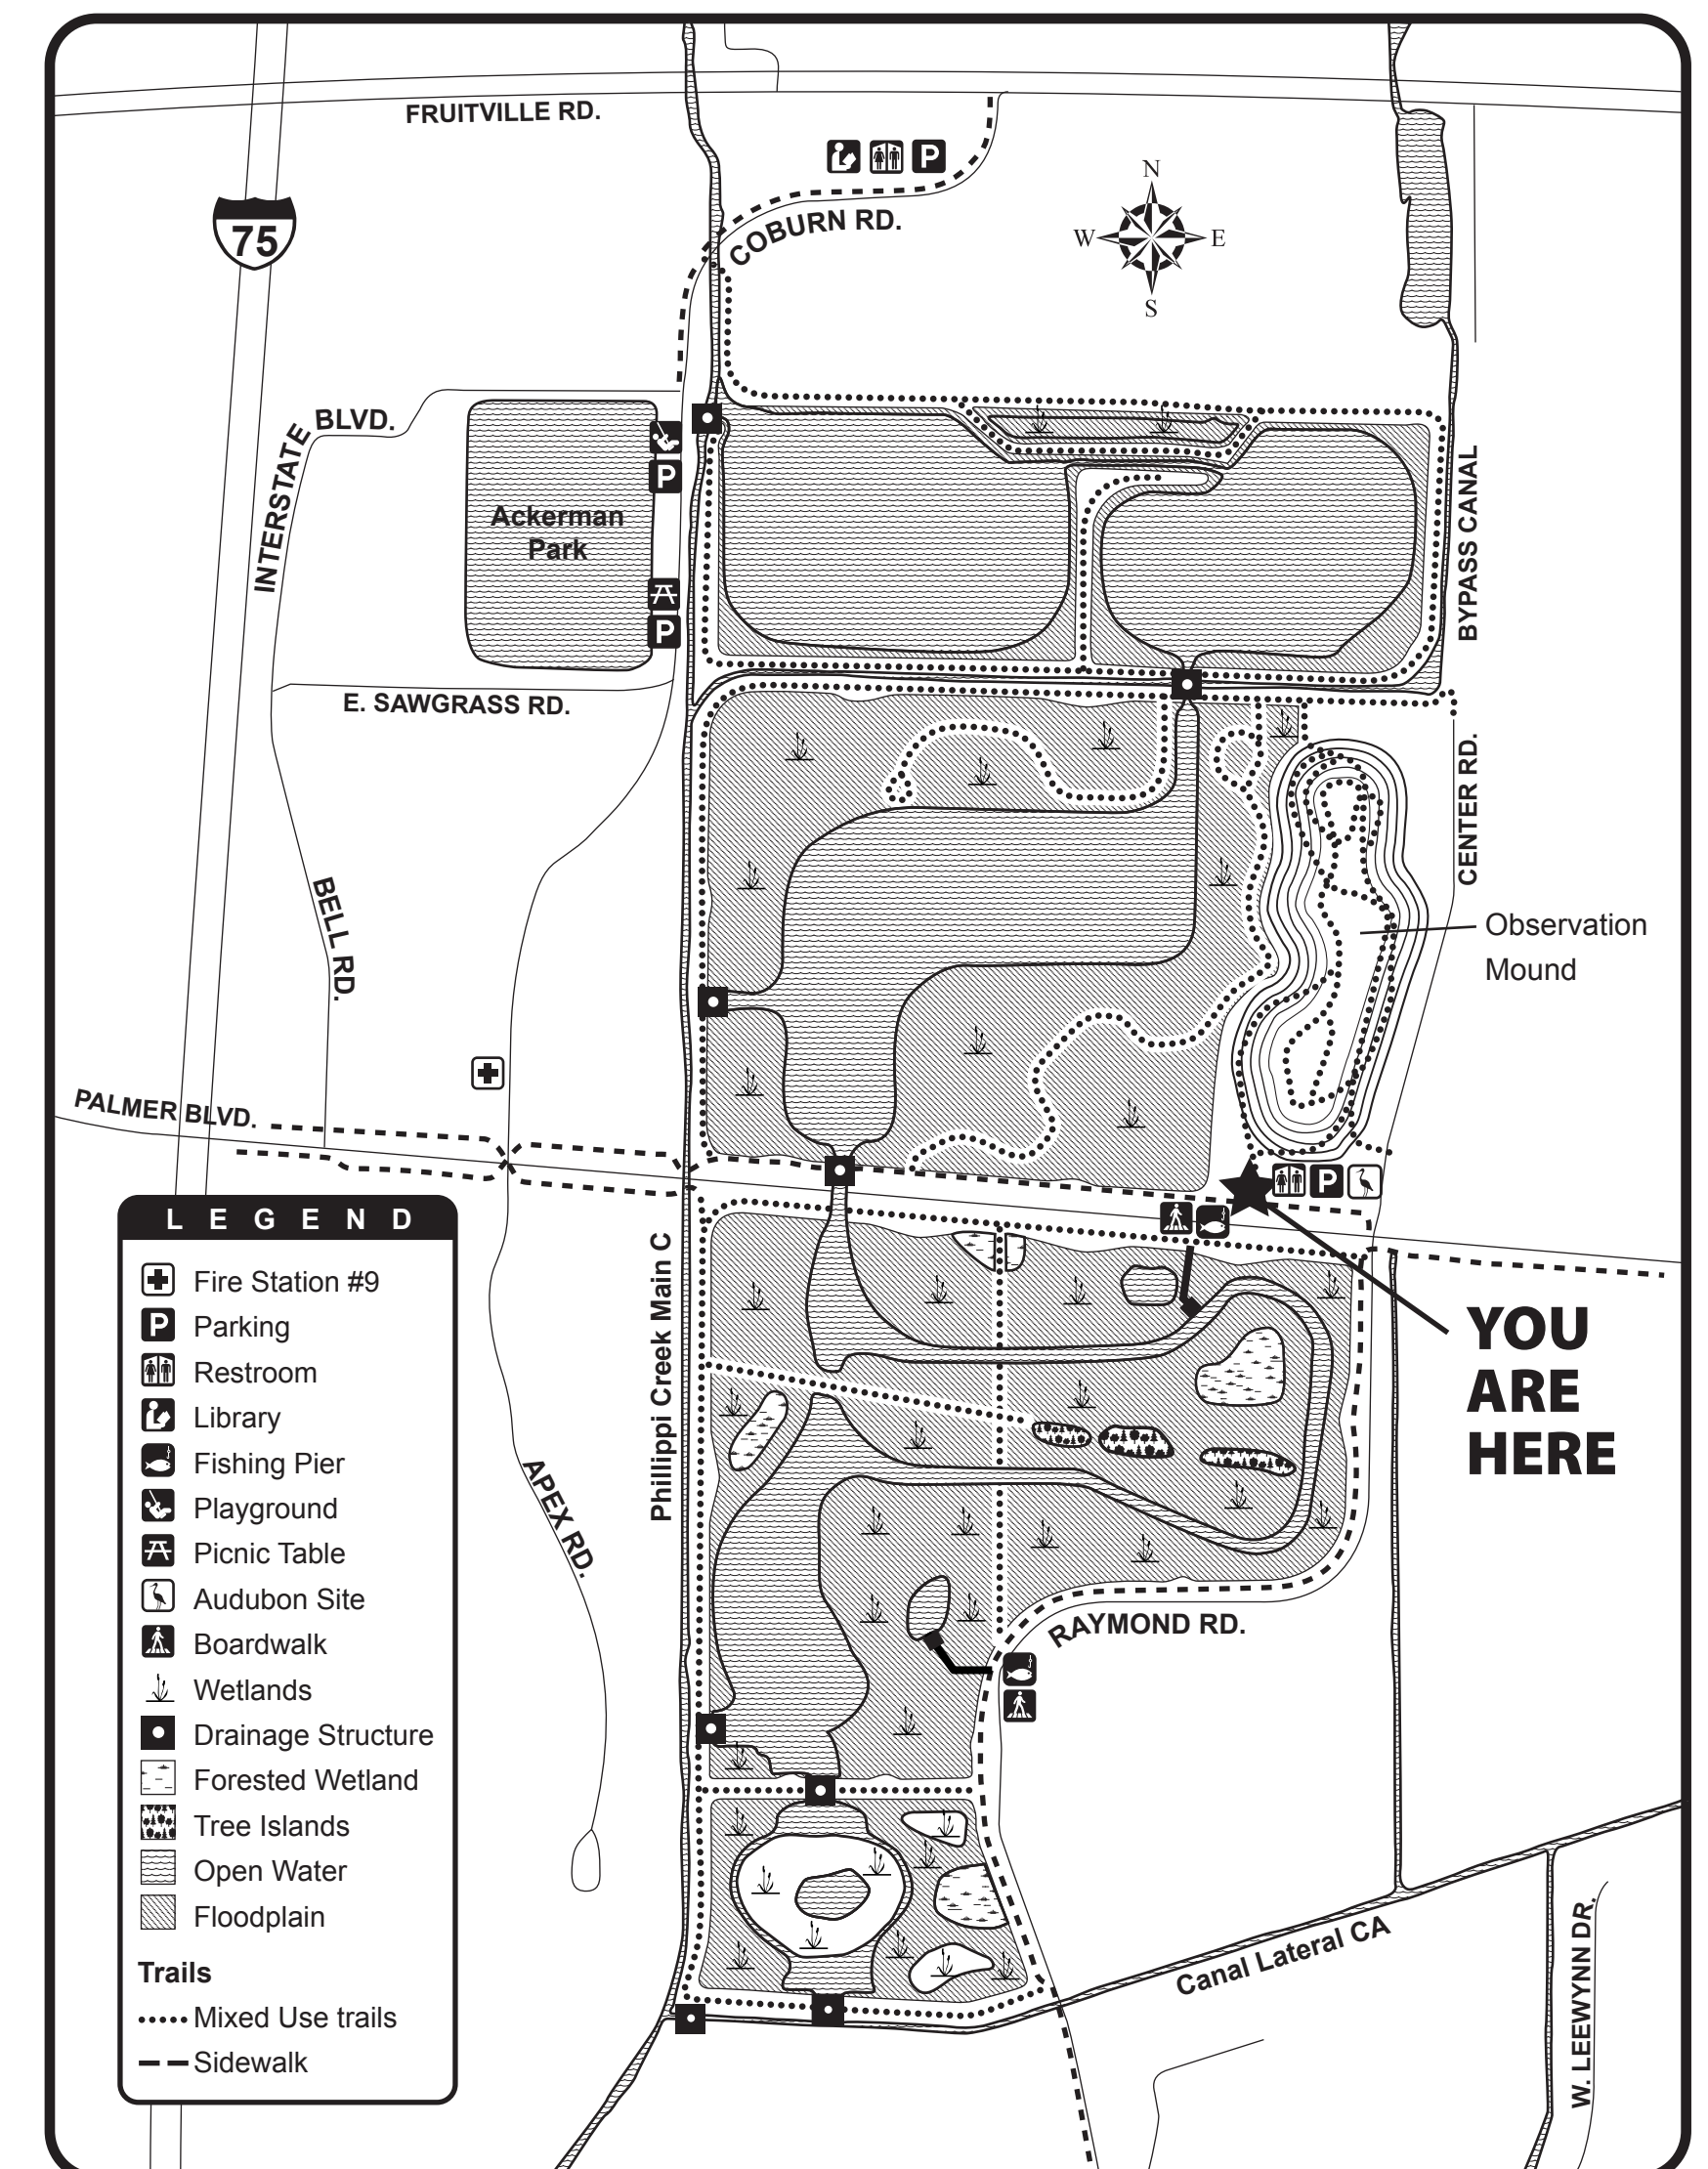 FRUITVILLE RD.
P
COBURN RD.
N
W
E
S
75
INTERSTATE
BLVD.
P
Ackerman
Park
P
BYPASS CANAL
E. SAWGRASS RD.
CENTER RD.
BELL RD.
Observation
Mound
PALMER BLVD.
P
YOU
ARE
HERE
Phillippi Creek Main C
APEX RD.
RAYMOND RD.
Canal Lateral CA
W. LEEWYNN DR.
LEGEND
Fire Station #9
P
Parking
Restroom
Library
Fishing Pier
Playground
Picnic Table
Audubon Site
Boardwalk
Wetlands
Drainage Structure
Forested Wetland
Tree Islands
Open Water
Floodplain
Trails
Mixed Use trails
Sidewalk